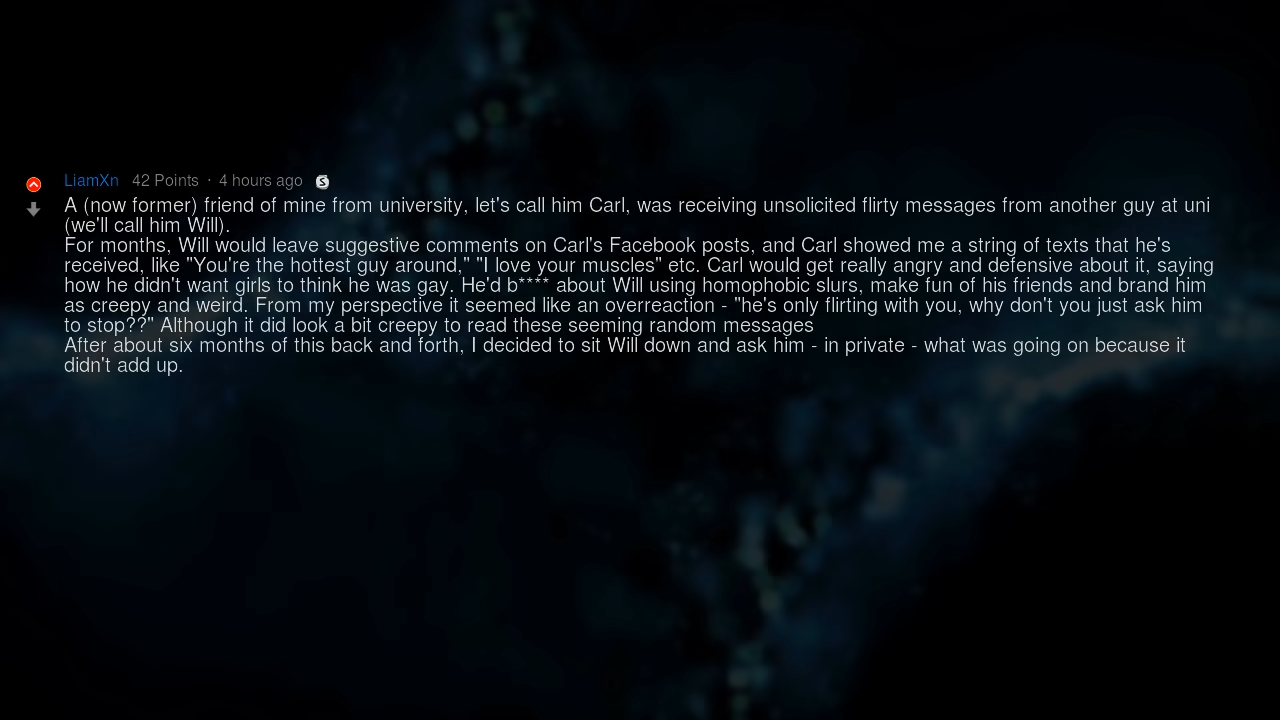 LiamXn 42 Points · 4 hours ago
A (now former) friend of mine from university, let's call him Carl, was receiving unsolicited flirty messages from another guy at uni
(we'll call him Will).
For months, Will would leave suggestive comments on Carl's Facebook posts, and Carl showed me a string of texts that he's
received, like "You're the hottest guy around," "I love your muscles" etc. Carl would get really angry and defensive about it, saying
how he didn't want girls to think he was gay. He'd b**** about Will using homophobic slurs, make fun of his friends and brand him
as creepy and weird. From my perspective it seemed like an overreaction - "he's only flirting with you, why don't you just ask him
to stop??" Although it did look a bit creepy to read these seeming random messages
After about six months of this back and forth, I decided to sit Will down and ask him - in private - what was going on because it
didn't add up.